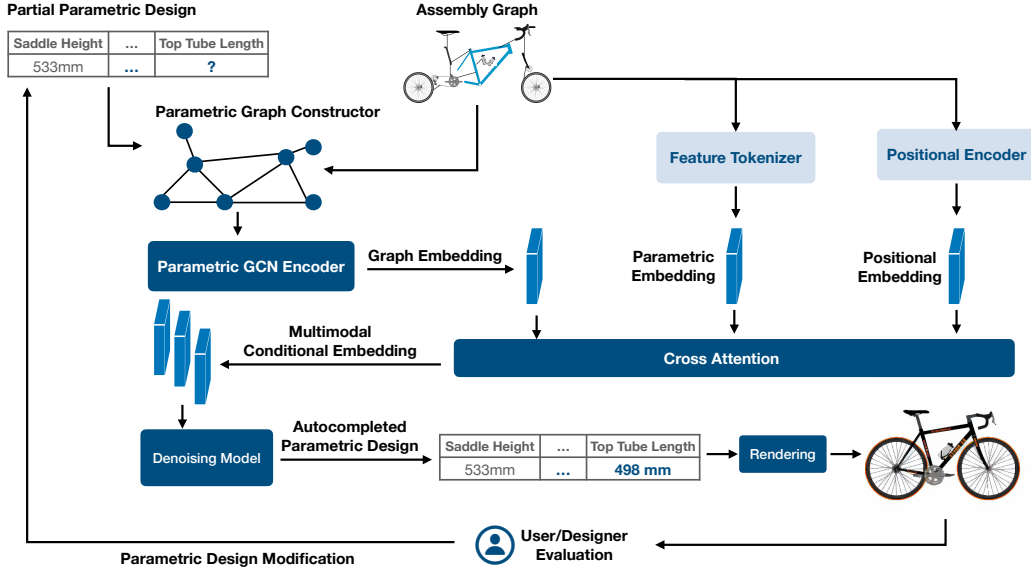 Partial Parametric Design
Assembly Graph
Saddle Height ... Top Tube Length
533mm ... ?
Parametric Graph Constructor
Feature Tokenizer
Positional Encoder
Parametric GCN Encoder
Graph Embedding
Parametric
Embedding
Positional
Embedding
Multimodal
Conditional Embedding
Cross Attention
Denoising Model
Autocompleted
Parametric Design
Saddle Height ... Top Tube Length
533mm ... 498 mm
Rendering
User/Designer
Evaluation
Parametric Design Modification